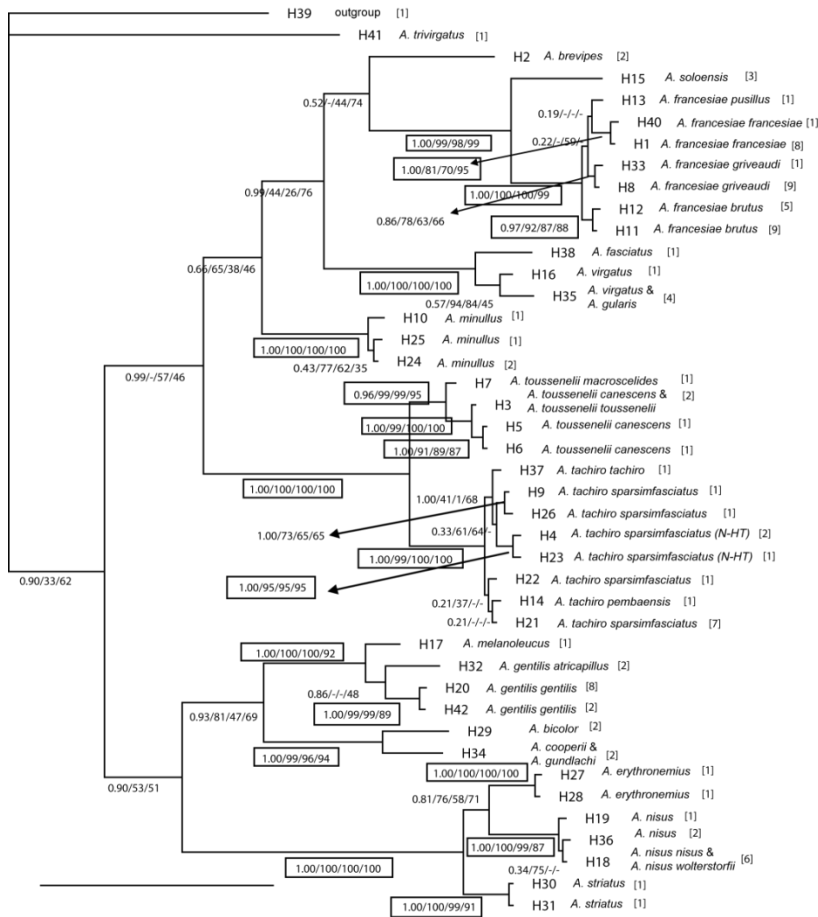 H39 outgroup [1]
H41 A. trivirgatus [1]
H2 A. brevipes [2]
H15 A. soloensis [3]
0.52/-/44/74
H13 A. francesiae pusillus [1]
0.19/-/-/-
H40 A. francesiae francesiae [1]
0.22/-/59/-
1.00/99/98/99
H1 A. francesiae francesiae [8]
1.00/81/70/95
H33 A. francesiae griveaudi [1]
0.99/44/26/76
1.00/100/100/99
H8 A. francesiae griveaudi [9]
H12 A. francesiae brutus [5]
0.86/78/63/66
0.97/92/87/88
H11 A. francesiae brutus [9]
H38 A. fasciatus [1]
0.66/65/38/46
H16 A. virgatus [1]
1.00/100/100/100
H35 A. virgatus & A. gularis [4]
0.57/94/84/45
H10 A. minullus [1]
H25 A. minullus [1]
1.00/100/100/100
H24 A. minullus [2]
0.43/77/62/35
0.99/-/57/46
H7 A. toussenelii macroscelides [1]
0.96/99/99/95
A. toussenelii canescens & [2]
H3 A. toussenelii toussenelii
1.00/99/100/100
H5 A. toussenelii canescens [1]
1.00/91/89/87
H6 A. toussenelii canescens [1]
H37 A. tachiro tachiro [1]
1.00/100/100/100
H9 A. tachiro sparsimfasciatus [1]
1.00/41/1/68
H26 A. tachiro sparsimfasciatus [1]
0.33/61/64/-
1.00/73/65/65
H4 A. tachiro sparsimfasciatus (N-HT) [2]
1.00/99/100/100
H23 A. tachiro sparsimfasciatus (N-HT) [1]
0.90/33/62
1.00/95/95/95
H22 A. tachiro sparsimfasciatus [1]
0.21/37/-/-
H14 A. tachiro pembaensis [1]
0.21/-/-/-
H21 A. tachiro sparsimfasciatus [7]
H17 A. melanoleucus [1]
1.00/100/100/92
H32 A. gentilis atricapillus [2]
0.86/-/-/48
H20 A. gentilis gentilis [8]
1.00/99/99/89
H42 A. gentilis gentilis [2]
0.93/81/47/69
H29 A. bicolor [2]
1.00/99/96/94
H34 A. cooperii & A. gundlachi [2]
1.00/100/100/100
H27 A. erythronemius [1]
0.90/53/51
0.81/76/58/71
H28 A. erythronemius [1]
H19 A. nisus [1]
H36 A. nisus [2]
1.00/100/99/87
H18 A. nisus nisus & A. nisus wolterstorfii [6]
1.00/100/100/100
0.34/75/-/-
H30 A. striatus [1]
1.00/100/99/91
H31 A. striatus [1]